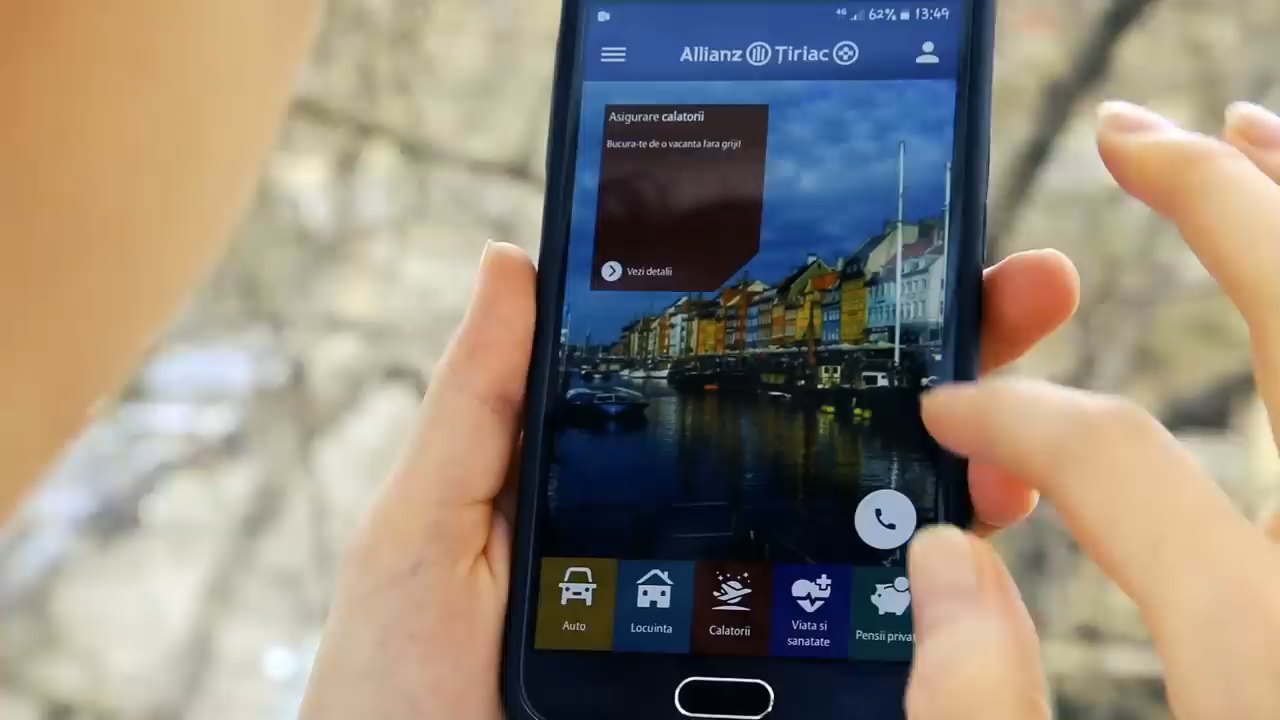 4G 62% 13:49
Allianz Țiriac
Asigurare calatorii
Bucura-te de o vacanta fara griji!
Vezi detalii
Auto
Locuinta
Calatorii
Viata si
sanatate
Pensii privat